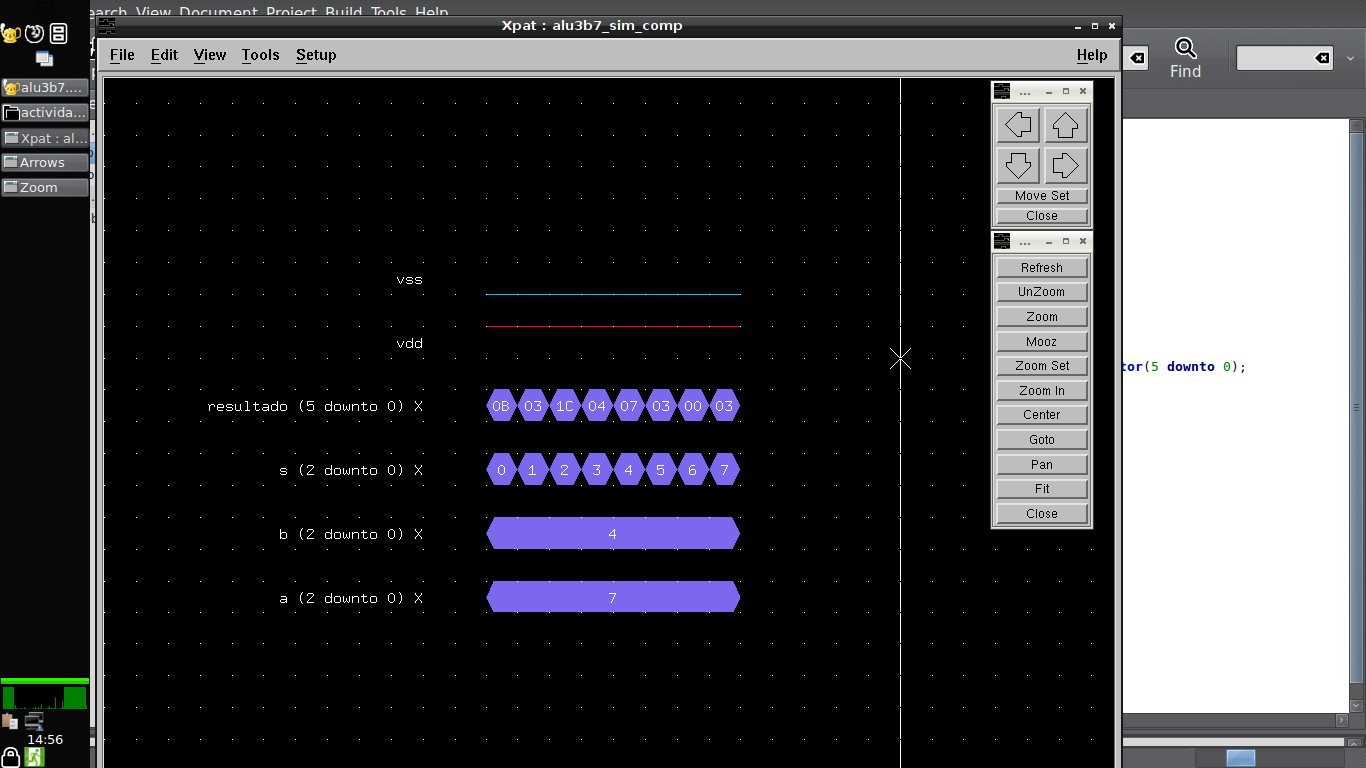 earch View Document Project Build Tools Help
Xpat : alu3b7_sim_comp
File Edit View Tools Setup Help
Find
alu3b7....
activida...
Xpat : al...
Arrows
Zoom
...
Move Set
Close
...
Refresh
UnZoom
Zoom
Mooz
Zoom Set
Zoom In
Center
Goto
Pan
Fit
Close
vss
vdd
resultado (5 downto 0) X 0B 03 1C 04 07 03 00 03
s (2 downto 0) X 0 1 2 3 4 5 6 7
b (2 downto 0) X 4
a (2 downto 0) X 7
tor(5 downto 0);
14:56